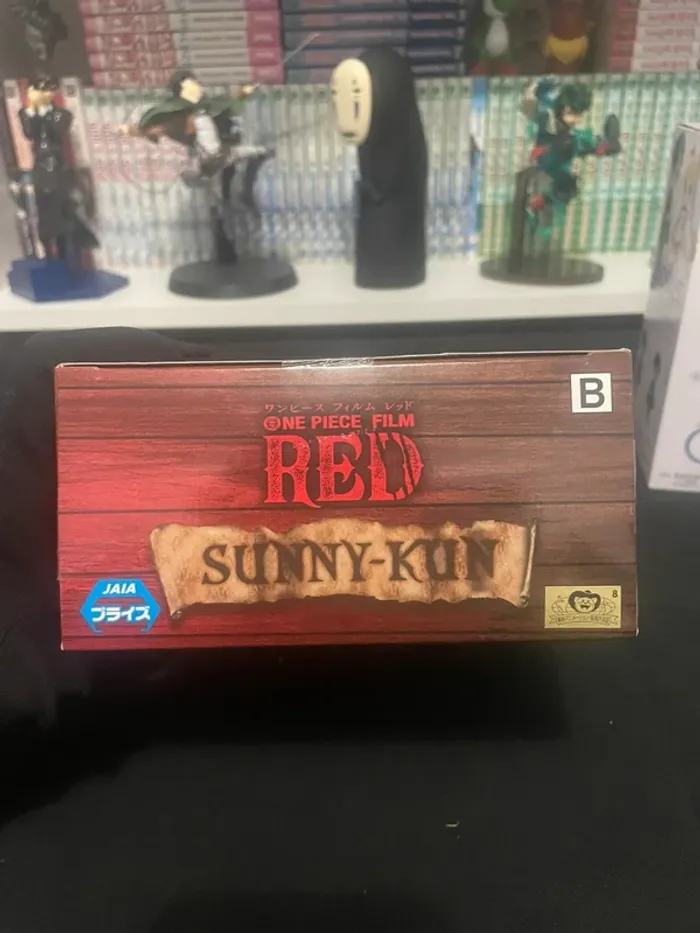 B
ワンピース フィルム レッド
ONE PIECE FILM
RED
SUNNY-KUN
JAIA
プライズ
8